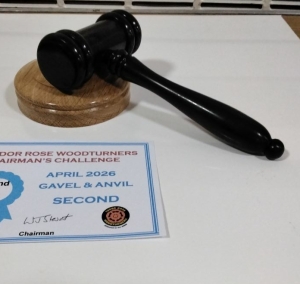 DOR ROSE WOODTURNERS
AIRMAN'S CHALLENGE
APRIL 2026
GAVEL & ANVIL
nd
SECOND
Chairman